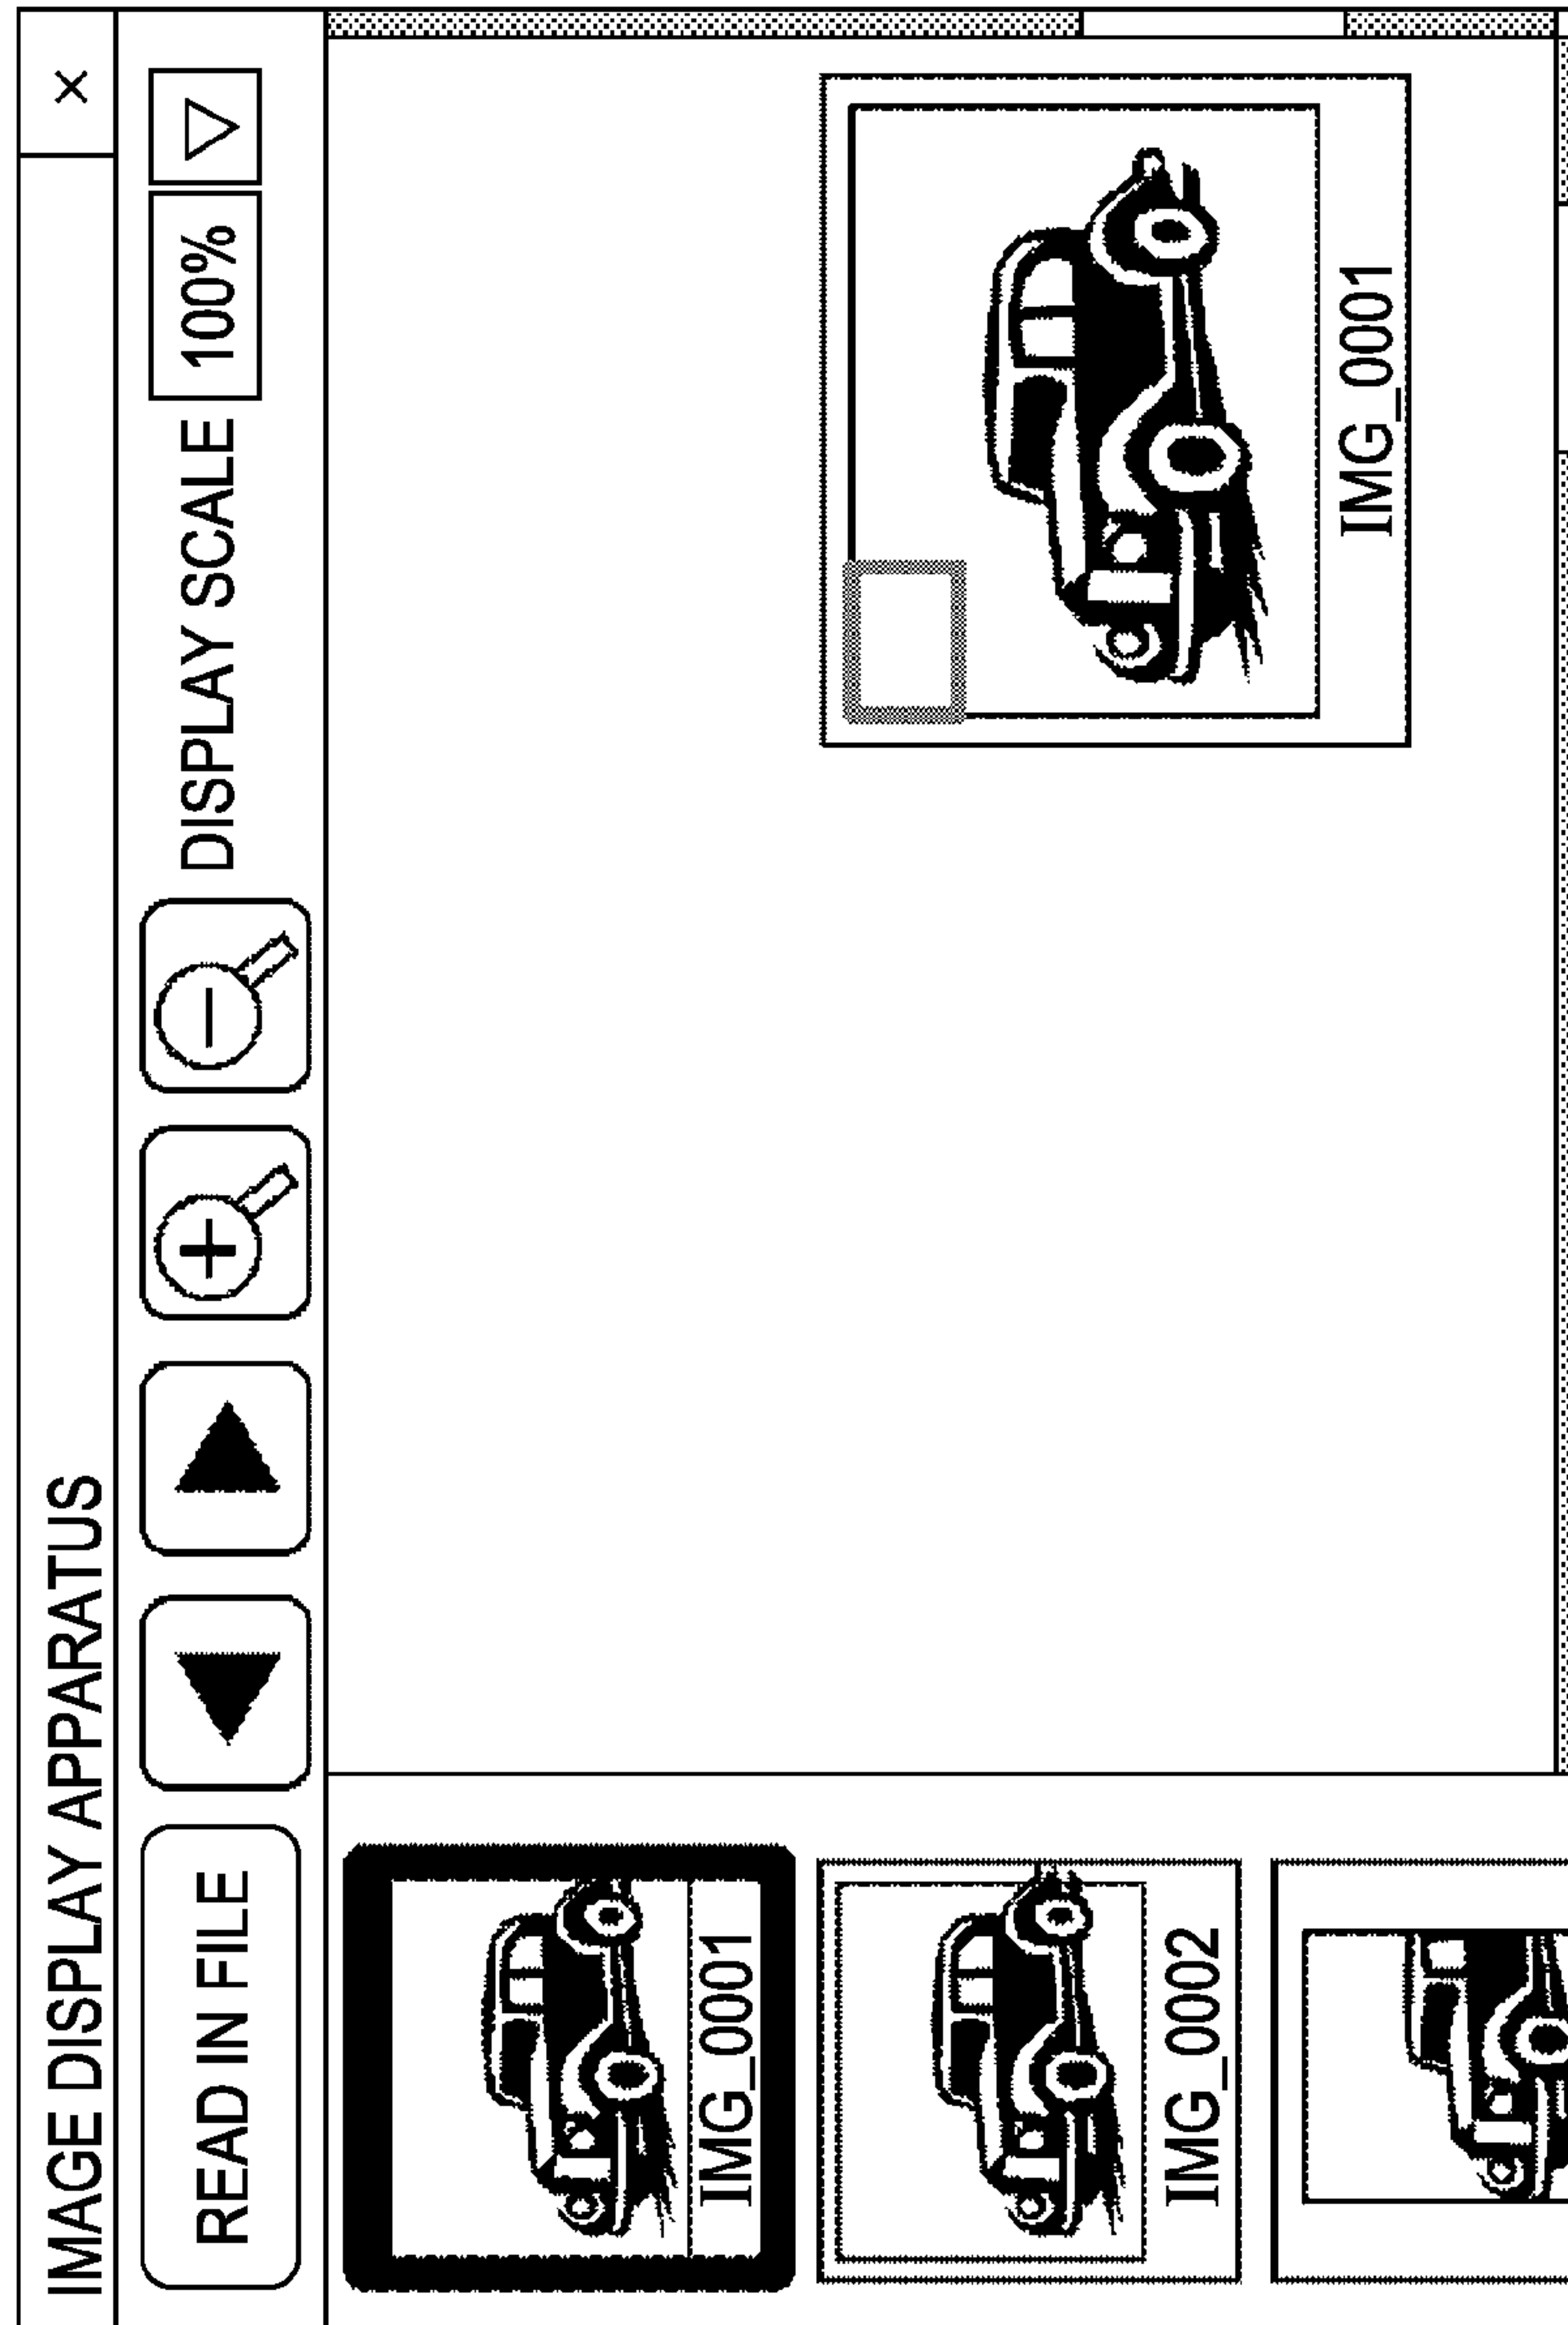 IMAGE DISPLAY APPARATUS ×
READ IN FILE
DISPLAY SCALE 100%
IMG_0001
IMG_0002
IMG_0001